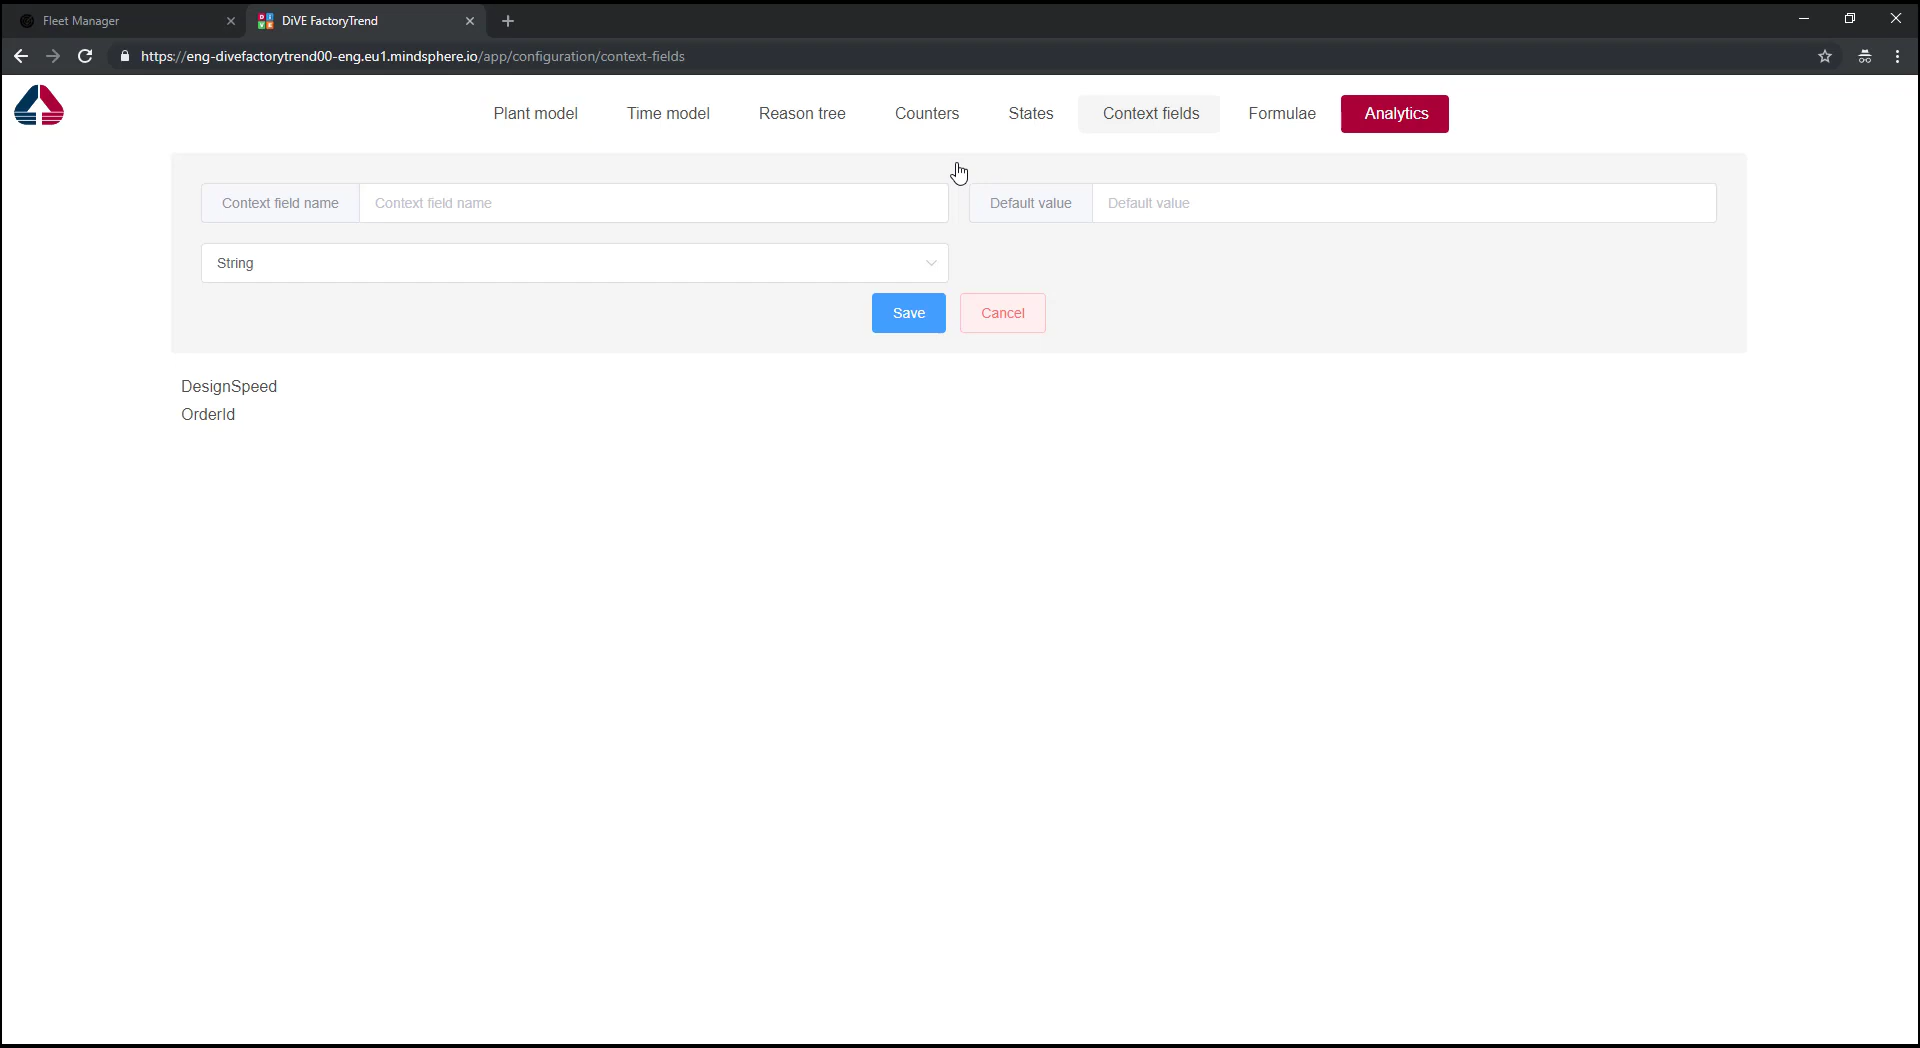 Fleet Manager
DiVE FactoryTrend
https://eng-divefactorytrend00-eng.eu1.mindsphere.io/app/configuration/context-fields
Plant model Time model Reason tree Counters States Context fields Formulae Analytics
Context field name Context field name Default value Default value
String
Save Cancel
DesignSpeed
OrderId